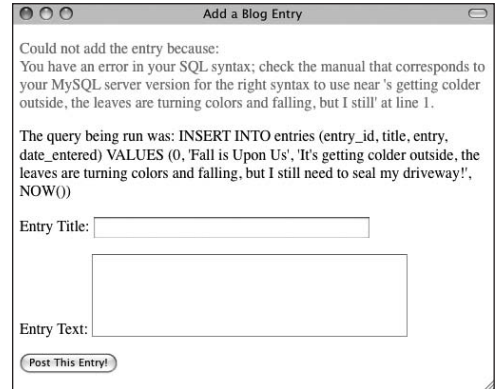 Add a Blog Entry
Could not add the entry because:
You have an error in your SQL syntax; check the manual that corresponds to
your MySQL server version for the right syntax to use near 's getting colder
outside, the leaves are turning colors and falling, but I still' at line 1.
The query being run was: INSERT INTO entries (entry_id, title, entry,
date_entered) VALUES (0, 'Fall is Upon Us', 'It's getting colder outside, the
leaves are turning colors and falling, but I still need to seal my driveway!',
NOW())
Entry Title:
Entry Text:
Post This Entry!